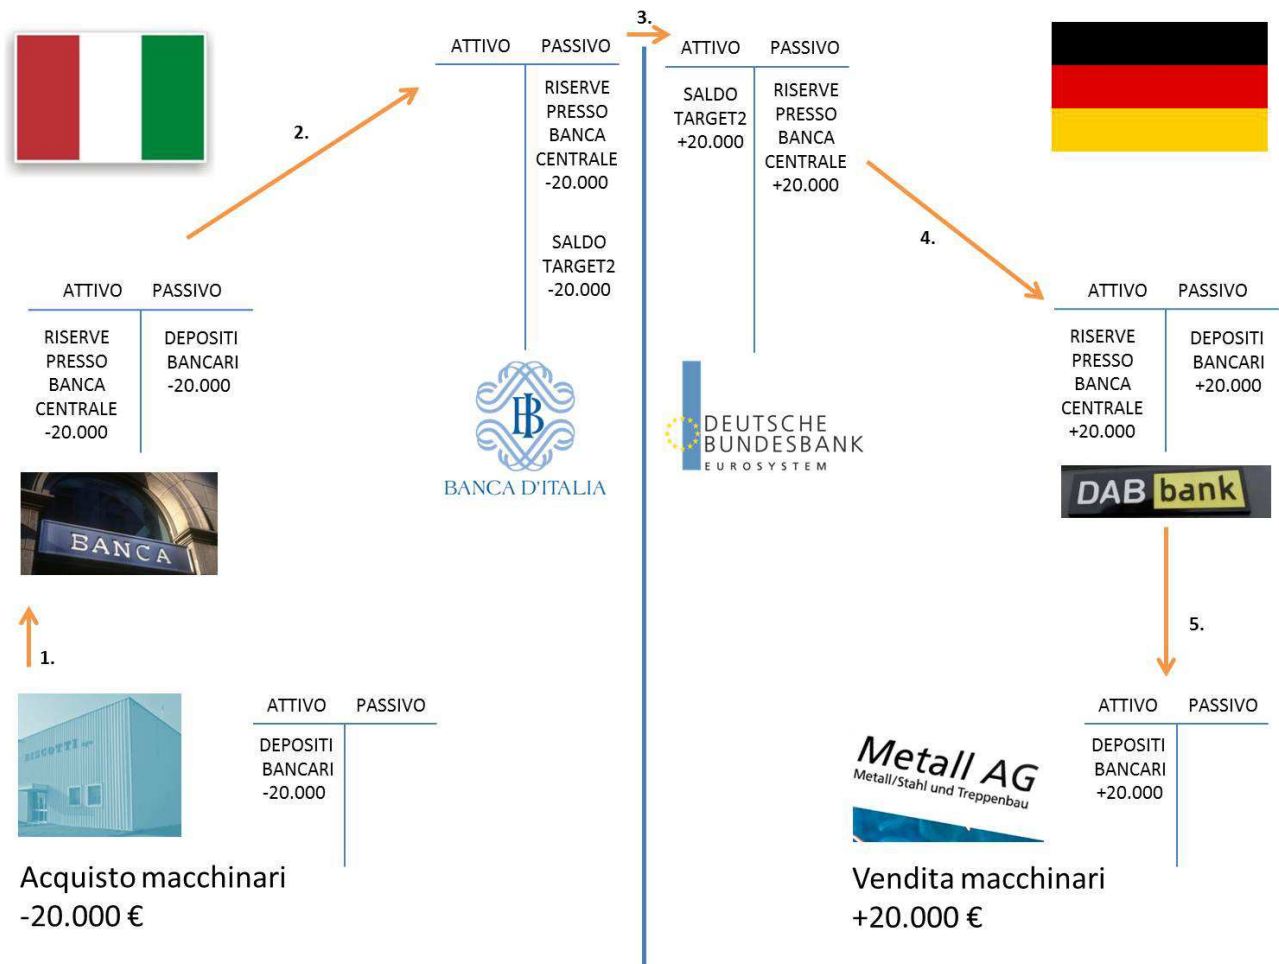 3.
ATTIVO PASSIVO
RISERVE
PRESSO
BANCA
CENTRALE
-20.000
SALDO
TARGET2
-20.000
ATTIVO PASSIVO
SALDO
TARGET2
+20.000
RISERVE
PRESSO
BANCA
CENTRALE
+20.000
2.
4.
ATTIVO PASSIVO
RISERVE
PRESSO
BANCA
CENTRALE
-20.000
DEPOSITI
BANCARI
-20.000
BANCA
BI
BANCA D'ITALIA
DEUTSCHE
BUNDESBANK
EUROSYSTEM
ATTIVO PASSIVO
RISERVE
PRESSO
BANCA
CENTRALE
+20.000
DEPOSITI
BANCARI
+20.000
DAB bank
1.
5.
BISCOTTI
ATTIVO PASSIVO
DEPOSITI
BANCARI
-20.000
Acquisto macchinari
-20.000 €
Metall AG
Metall/Stahl und Treppenbau
ATTIVO PASSIVO
DEPOSITI
BANCARI
+20.000
Vendita macchinari
+20.000 €